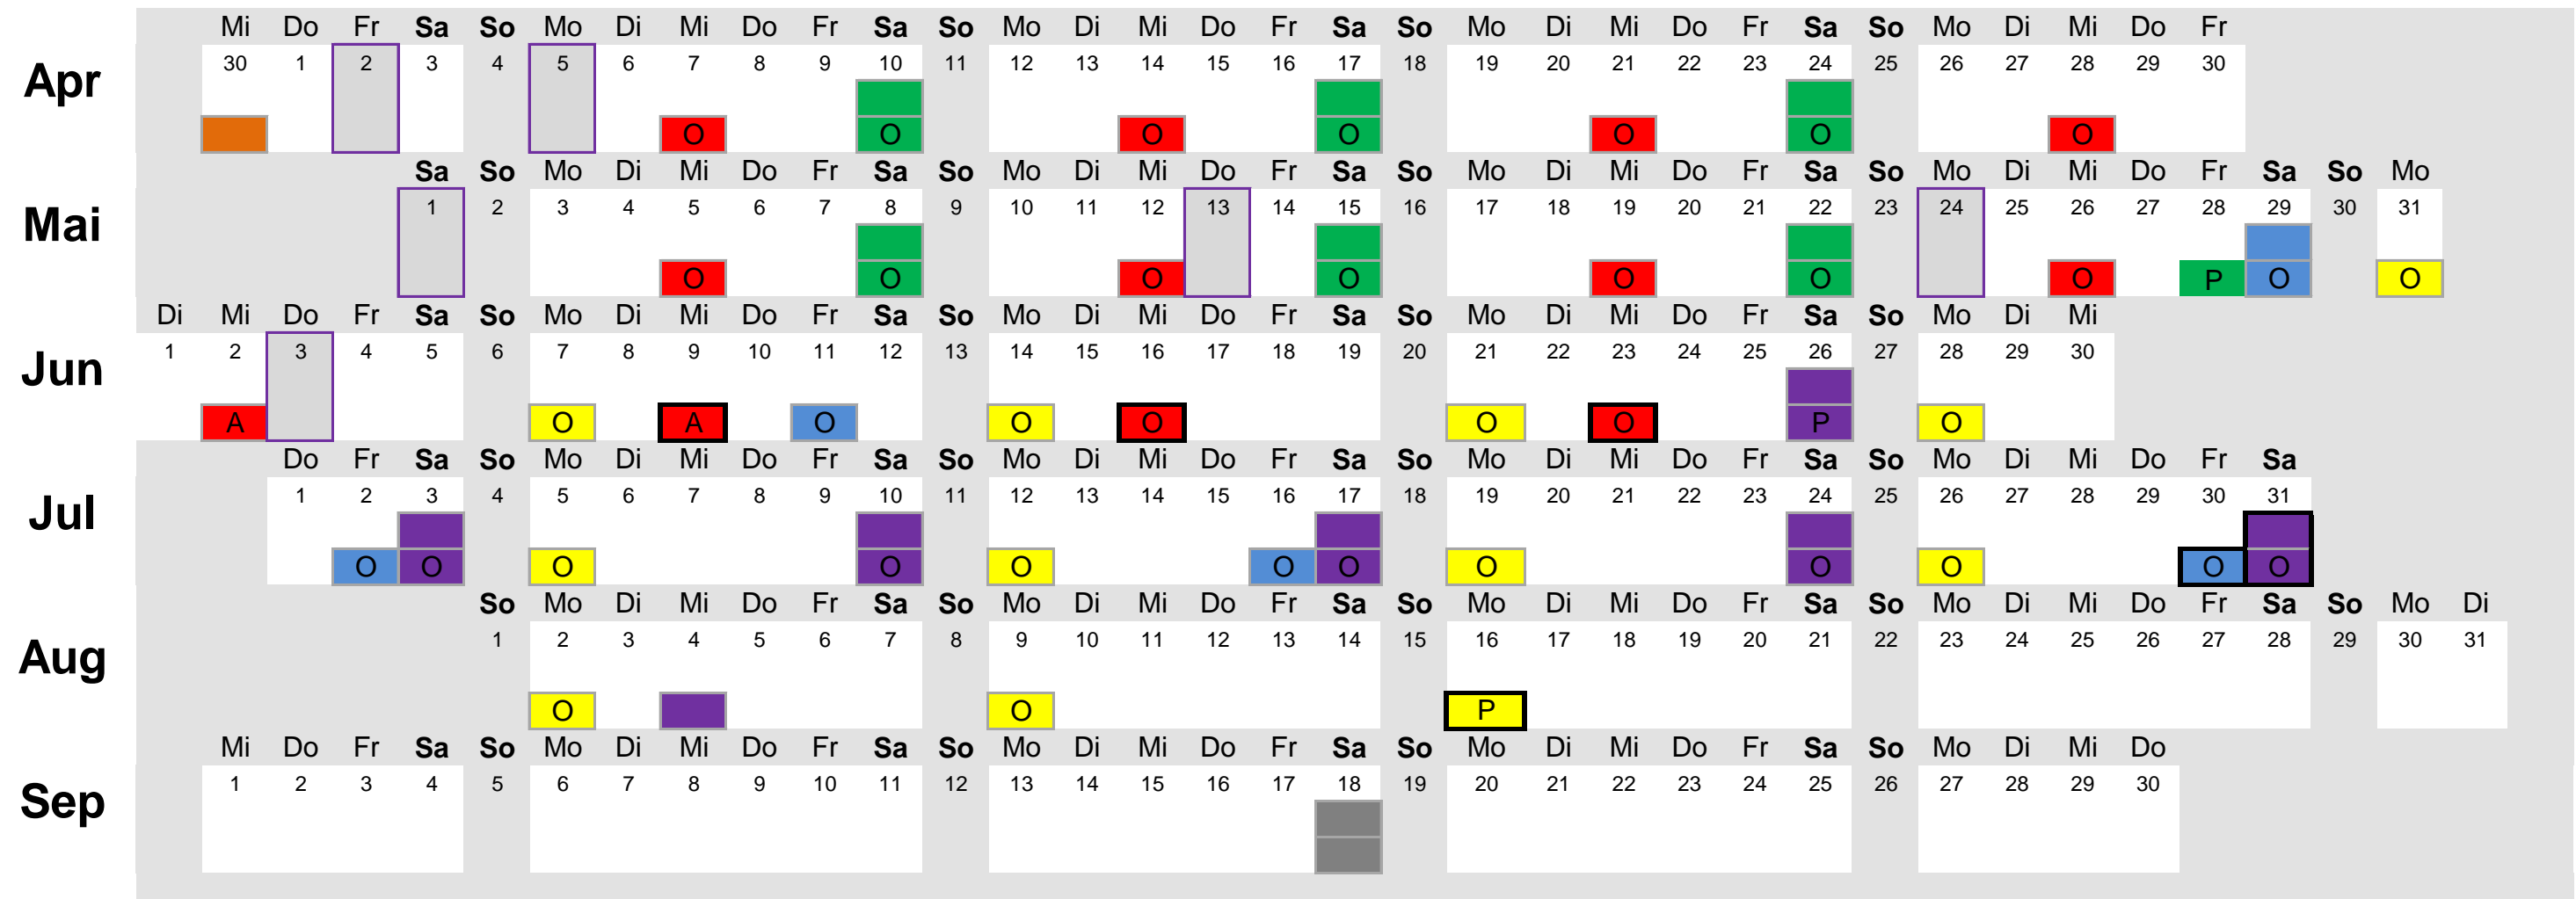 Mi Do Fr Sa So Mo Di Mi Do Fr Sa So Mo Di Mi Do Fr Sa So Mo Di Mi Do Fr Sa So Mo Di Mi Do Fr
Apr
30 1 2 3 4 5 6 7 8 9 10 11 12 13 14 15 16 17 18 19 20 21 22 23 24 25 26 27 28 29 30
O O O O O O O
Sa So Mo Di Mi Do Fr Sa So Mo Di Mi Do Fr Sa So Mo Di Mi Do Fr Sa So Mo Di Mi Do Fr Sa So Mo
Mai
1 2 3 4 5 6 7 8 9 10 11 12 13 14 15 16 17 18 19 20 21 22 23 24 25 26 27 28 29 30 31
O O O O O O O P O O
Di Mi Do Fr Sa So Mo Di Mi Do Fr Sa So Mo Di Mi Do Fr Sa So Mo Di Mi Do Fr Sa So Mo Di Mi
Jun
1 2 3 4 5 6 7 8 9 10 11 12 13 14 15 16 17 18 19 20 21 22 23 24 25 26 27 28 29 30
A O A O O O O O P O
Do Fr Sa So Mo Di Mi Do Fr Sa So Mo Di Mi Do Fr Sa So Mo Di Mi Do Fr Sa So Mo Di Mi Do Fr Sa
Jul
1 2 3 4 5 6 7 8 9 10 11 12 13 14 15 16 17 18 19 20 21 22 23 24 25 26 27 28 29 30 31
O O O O O O O O O O O O
So Mo Di Mi Do Fr Sa So Mo Di Mi Do Fr Sa So Mo Di Mi Do Fr Sa So Mo Di Mi Do Fr Sa So Mo Di
Aug
1 2 3 4 5 6 7 8 9 10 11 12 13 14 15 16 17 18 19 20 21 22 23 24 25 26 27 28 29 30 31
O O P
Mi Do Fr Sa So Mo Di Mi Do Fr Sa So Mo Di Mi Do Fr Sa So Mo Di Mi Do Fr Sa So Mo Di Mi Do
Sep
1 2 3 4 5 6 7 8 9 10 11 12 13 14 15 16 17 18 19 20 21 22 23 24 25 26 27 28 29 30